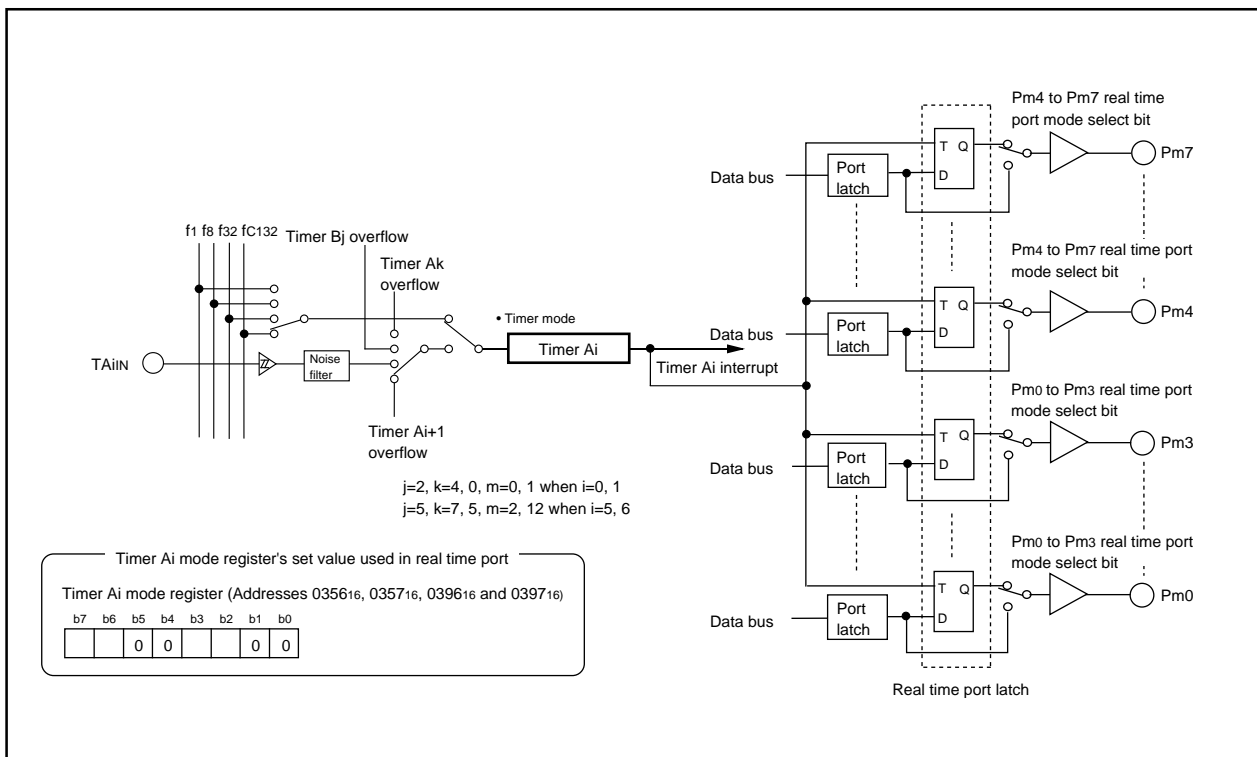 f1 f8 f32 fC132
Timer Bj overflow
Timer Ak
overflow
TAiIN
Noise
filter
• Timer mode
Timer Ai
Timer Ai interrupt
Timer Ai+1
overflow
j=2, k=4, 0, m=0, 1 when i=0, 1
j=5, k=7, 5, m=2, 12 when i=5, 6
Timer Ai mode register's set value used in real time port
Timer Ai mode register (Addresses 035616, 035716, 039616 and 039716)
b7 b6 b5 b4 b3 b2 b1 b0
0 0 0 0
Pm4 to Pm7 real time
port mode select bit
Data bus
Port
latch
T Q
D
Pm7
Pm4 to Pm7 real time port
mode select bit
Data bus
Port
latch
T Q
D
Pm4
Pm0 to Pm3 real time port
mode select bit
Data bus
Port
latch
T Q
D
Pm3
Pm0 to Pm3 real time port
mode select bit
Data bus
Port
latch
T Q
D
Pm0
Real time port latch